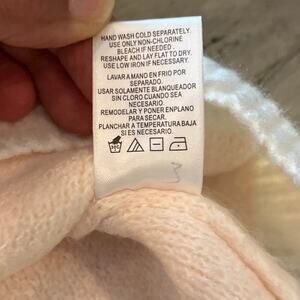 HAND WASH COLD SEPARATELY.
USE ONLY NON-CHLORINE
BLEACH IF NEEDED.
RESHAPE AND LAY FLAT TO DRY.
USE LOW IRON IF NECESSARY.
LAVAR A MANO EN FRIO POR
SEPARADO.
USAR SOLAMENTE BLANQUEADOR
SIN CLORO CUANDO SEA
NECESARIO.
REMODELAR Y PONER ENPLANO
PARA SECAR.
PLANCHAR A TEMPERATURA BAJA
SI ES NECESARIO.